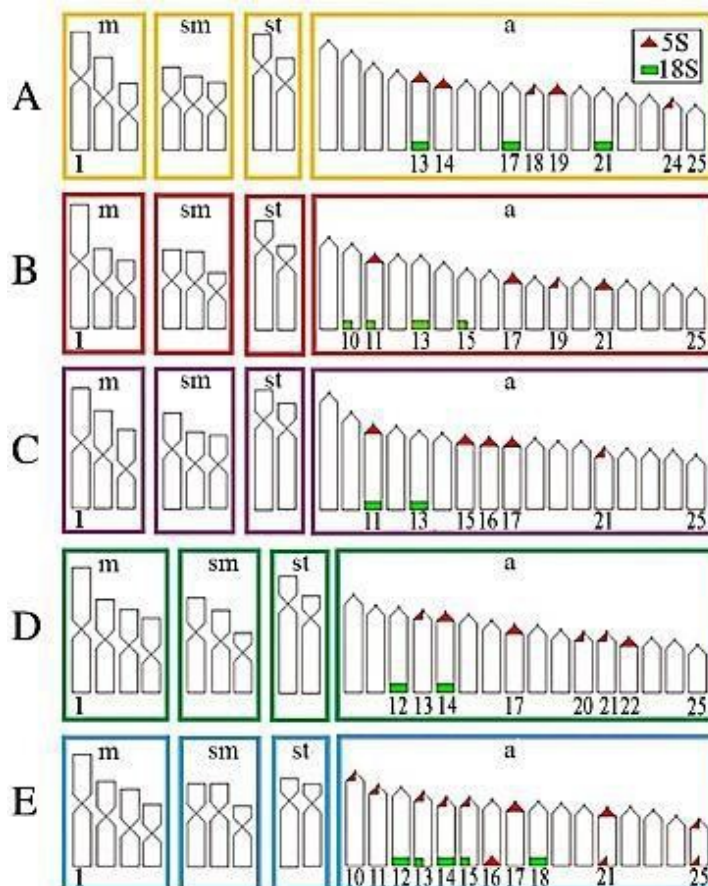 m sm st a
5S
18S
A
1 13 14 17 18 19 21 24 25
m sm st a
B
1 10 11 13 15 17 19 21 25
m sm st a
C
1 11 13 15 16 17 21 25
m sm st a
D
1 12 13 14 17 20 21 22 25
m sm st a
E
1 10 11 12 13 14 15 16 17 18 21 25